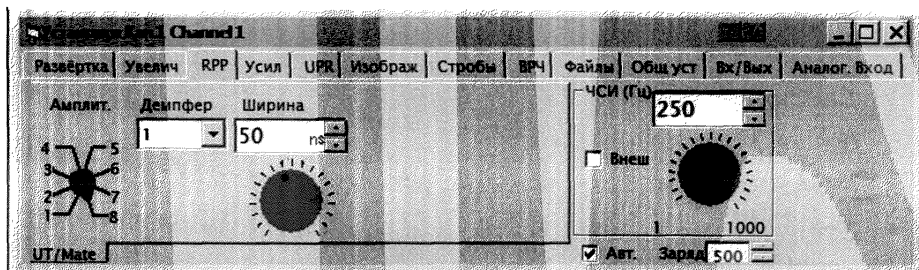 Channel 1
Развёртка Увелич RPP Усил UPR Изображ Стробы ВРЧ Файлы Общ уст Вх/Вых Аналог. Вход
Амплит. Демпфер Ширина
1 50 ns
4 5
3 6
2 7
1 8
ЧСИ (Гц)
250
Внеш
1 1000
UT/Mate
Авт. Заряд 500